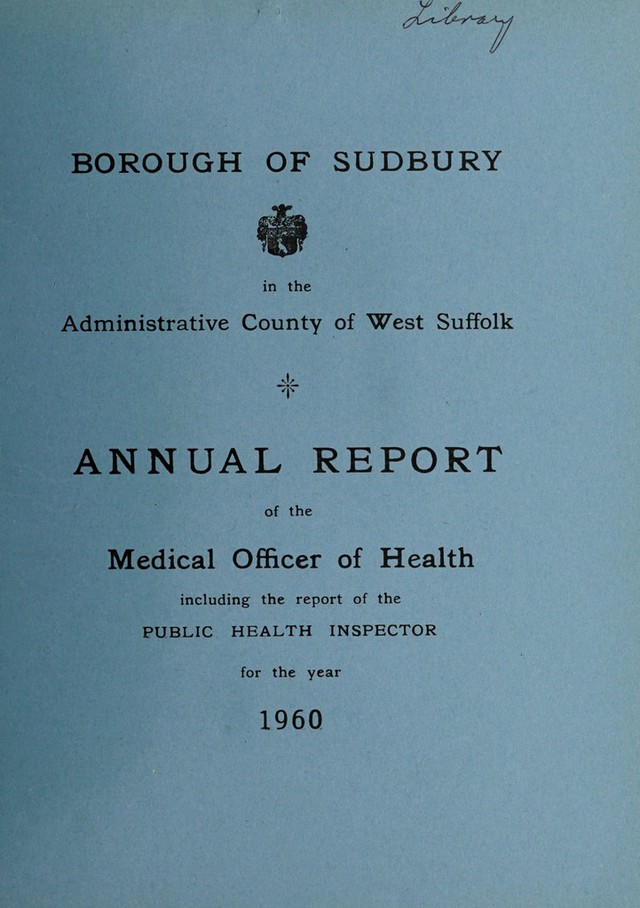 Library
BOROUGH OF SUDBURY
in the
Administrative County of West Suffolk
ANNUAL REPORT
of the
Medical Officer of Health
including the report of the
PUBLIC HEALTH INSPECTOR
for the year
1960